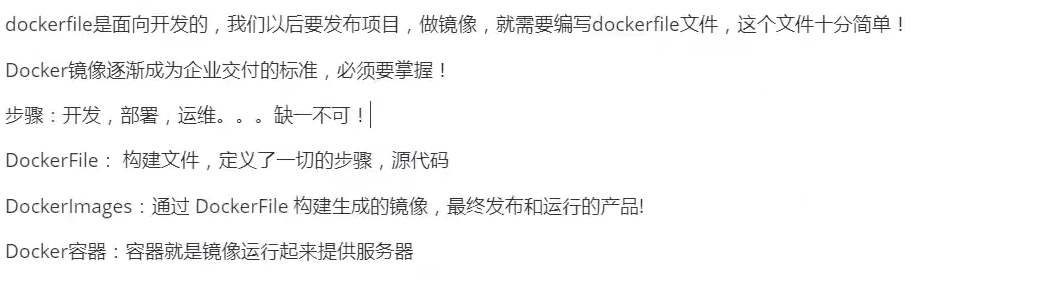 dockerfile是面向开发的，我们以后要发布项目，做镜像，就需要编写dockerfile文件，这个文件十分简单！
Docker镜像逐渐成为企业交付的标准，必须要掌握！
步骤：开发，部署，运维。。。缺一不可！
DockerFile： 构建文件，定义了一切的步骤，源代码
DockerImages：通过 DockerFile 构建生成的镜像，最终发布和运行的产品!
Docker容器：容器就是镜像运行起来提供服务器